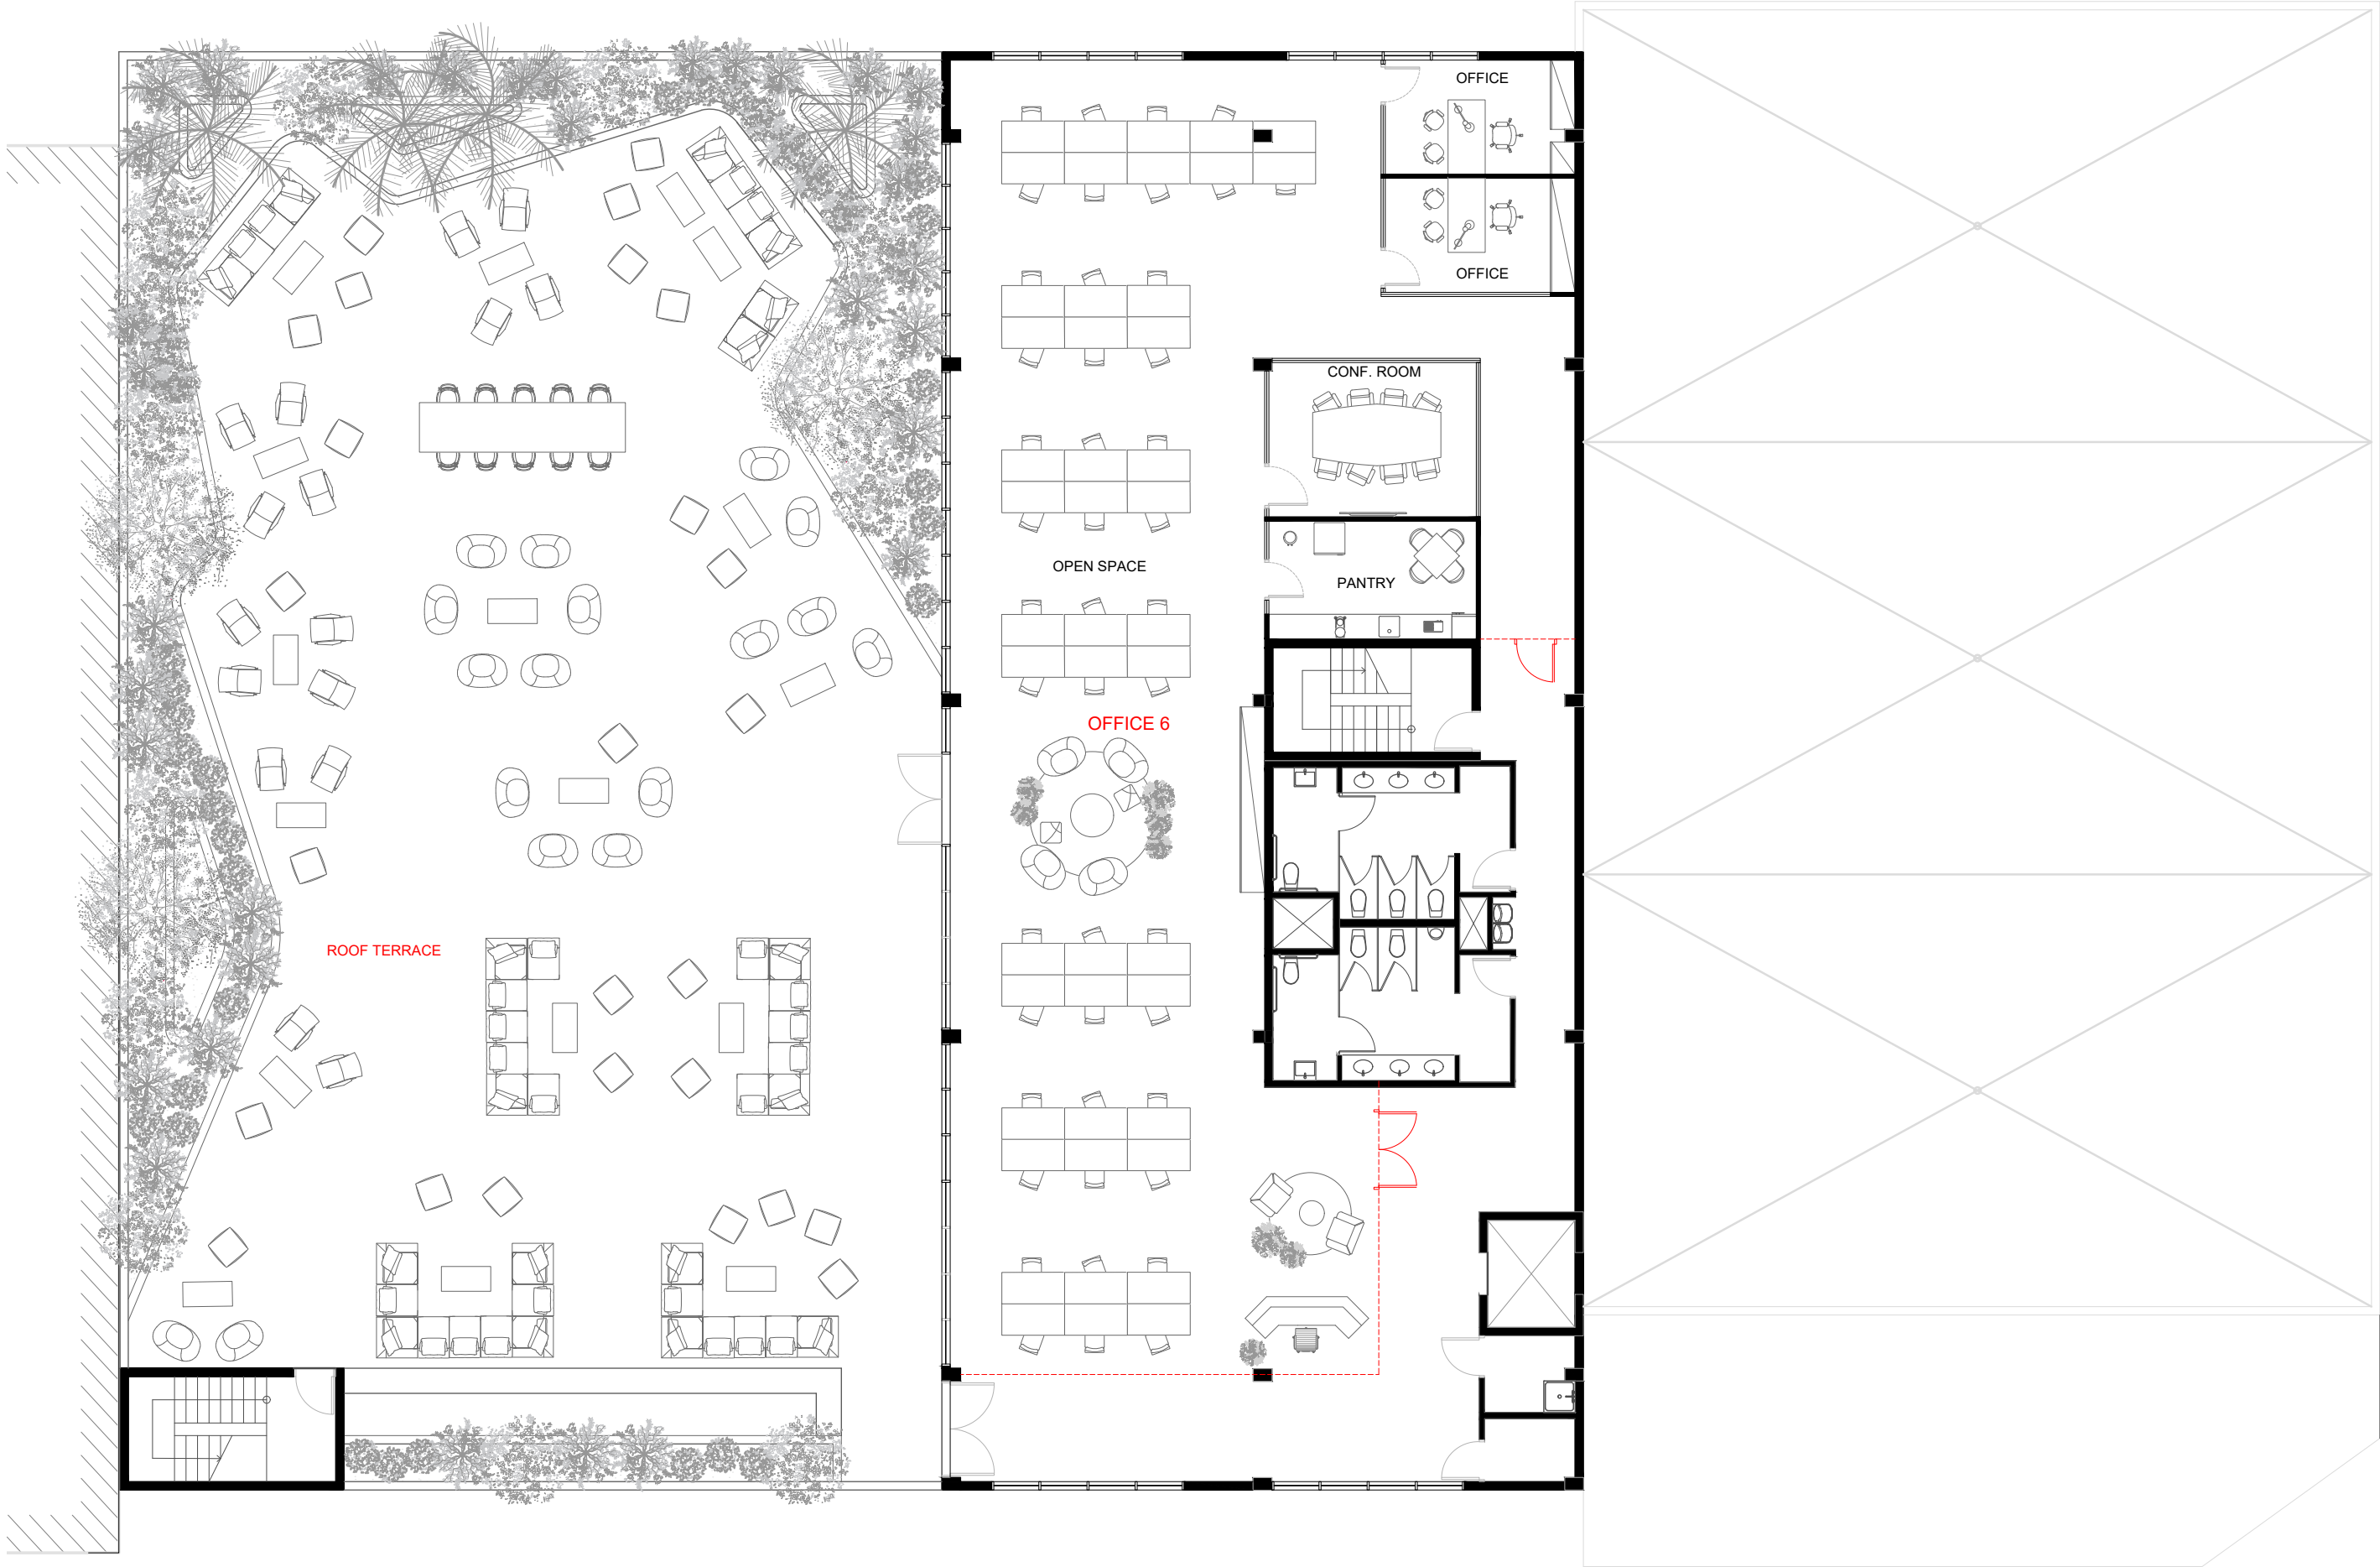 OFFICE
OFFICE
CONF. ROOM
OPEN SPACE
PANTRY
OFFICE 6
ROOF TERRACE